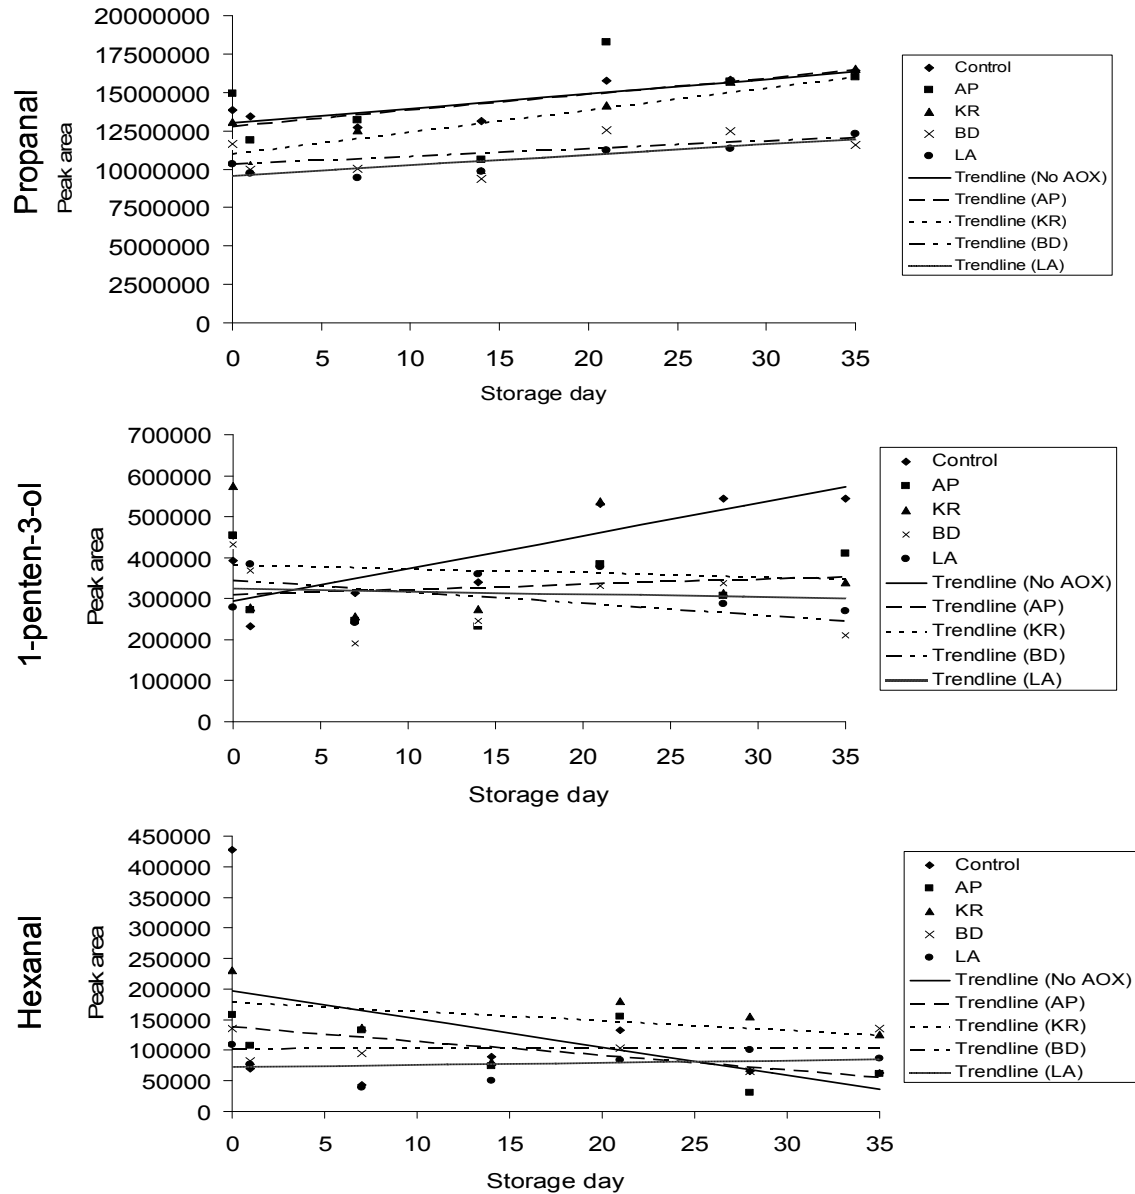 Propanal
Peak area
20000000
17500000
15000000
12500000
10000000
7500000
5000000
2500000
0
0 5 10 15 20 25 30 35
Storage day
Control
AP
KR
BD
LA
Trendline (No AOX)
Trendline (AP)
Trendline (KR)
Trendline (BD)
Trendline (LA)
1-penten-3-ol
Peak area
700000
600000
500000
400000
300000
200000
100000
0
0 5 10 15 20 25 30 35
Storage day
Control
AP
KR
BD
LA
Trendline (No AOX)
Trendline (AP)
Trendline (KR)
Trendline (BD)
Trendline (LA)
Hexanal
Peak area
450000
400000
350000
300000
250000
200000
150000
100000
50000
0
0 5 10 15 20 25 30 35
Storage day
Control
AP
KR
BD
LA
Trendline (No AOX)
Trendline (AP)
Trendline (KR)
Trendline (BD)
Trendline (LA)